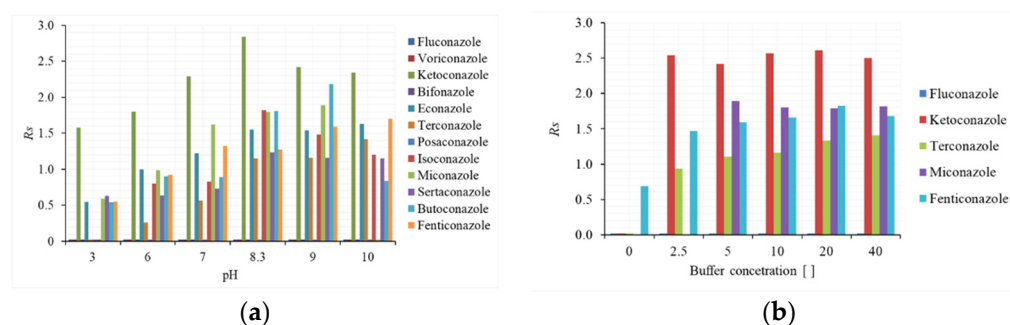 3.0
2.5
2.0
1.5
1.0
0.5
0
Rs
3 6 7 8.3 9 10
pH
Fluconazole
Voriconazole
Ketoconazole
Bifonazole
Econazole
Terconazole
Posaconazole
Isoconazole
Miconazole
Sertaconazole
Butoconazole
Fenticonazole
(a)
3.0
2.5
2.0
1.5
1.0
0.5
0.0
Rs
0 2.5 5 10 20 40
Buffer concetration [ ]
Fluconazole
Ketoconazole
Terconazole
Miconazole
Fenticonazole
(b)